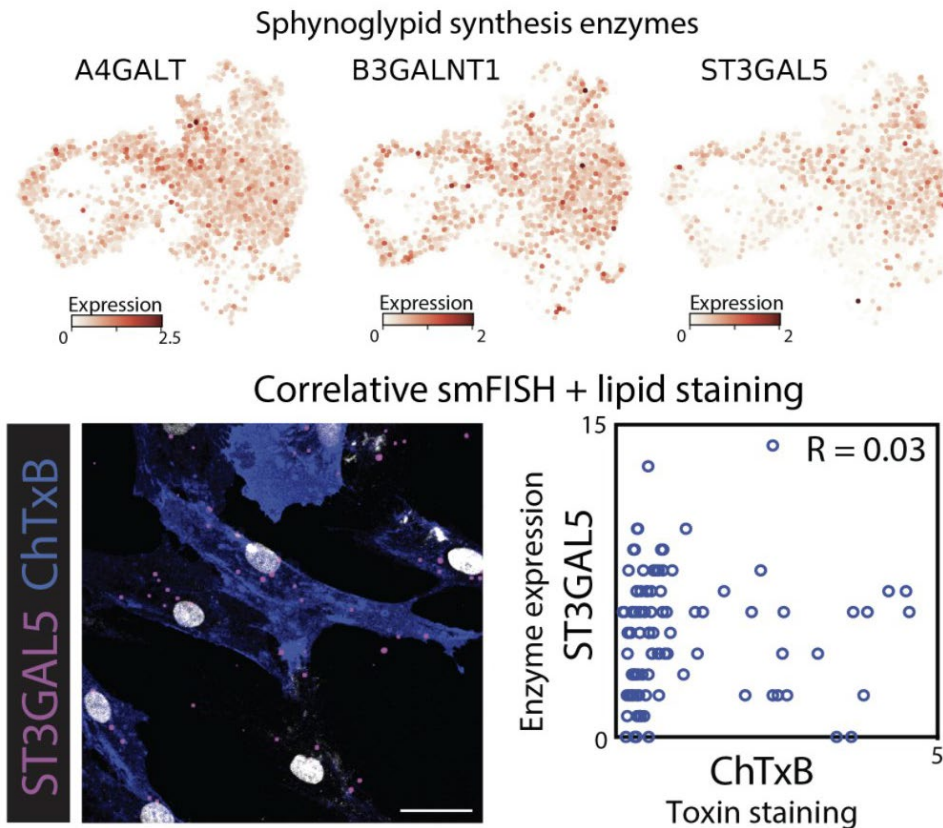 Sphynoglypid synthesis enzymes
A4GALT
B3GALNT1
ST3GAL5
Expression
0
2.5
Expression
0
2
Expression
0
2
Correlative smFISH + lipid staining
ST3GAL5 ChTxB
Enzyme expression
ST3GAL5
15
0
R = 0.03
5
ChTxB
Toxin staining